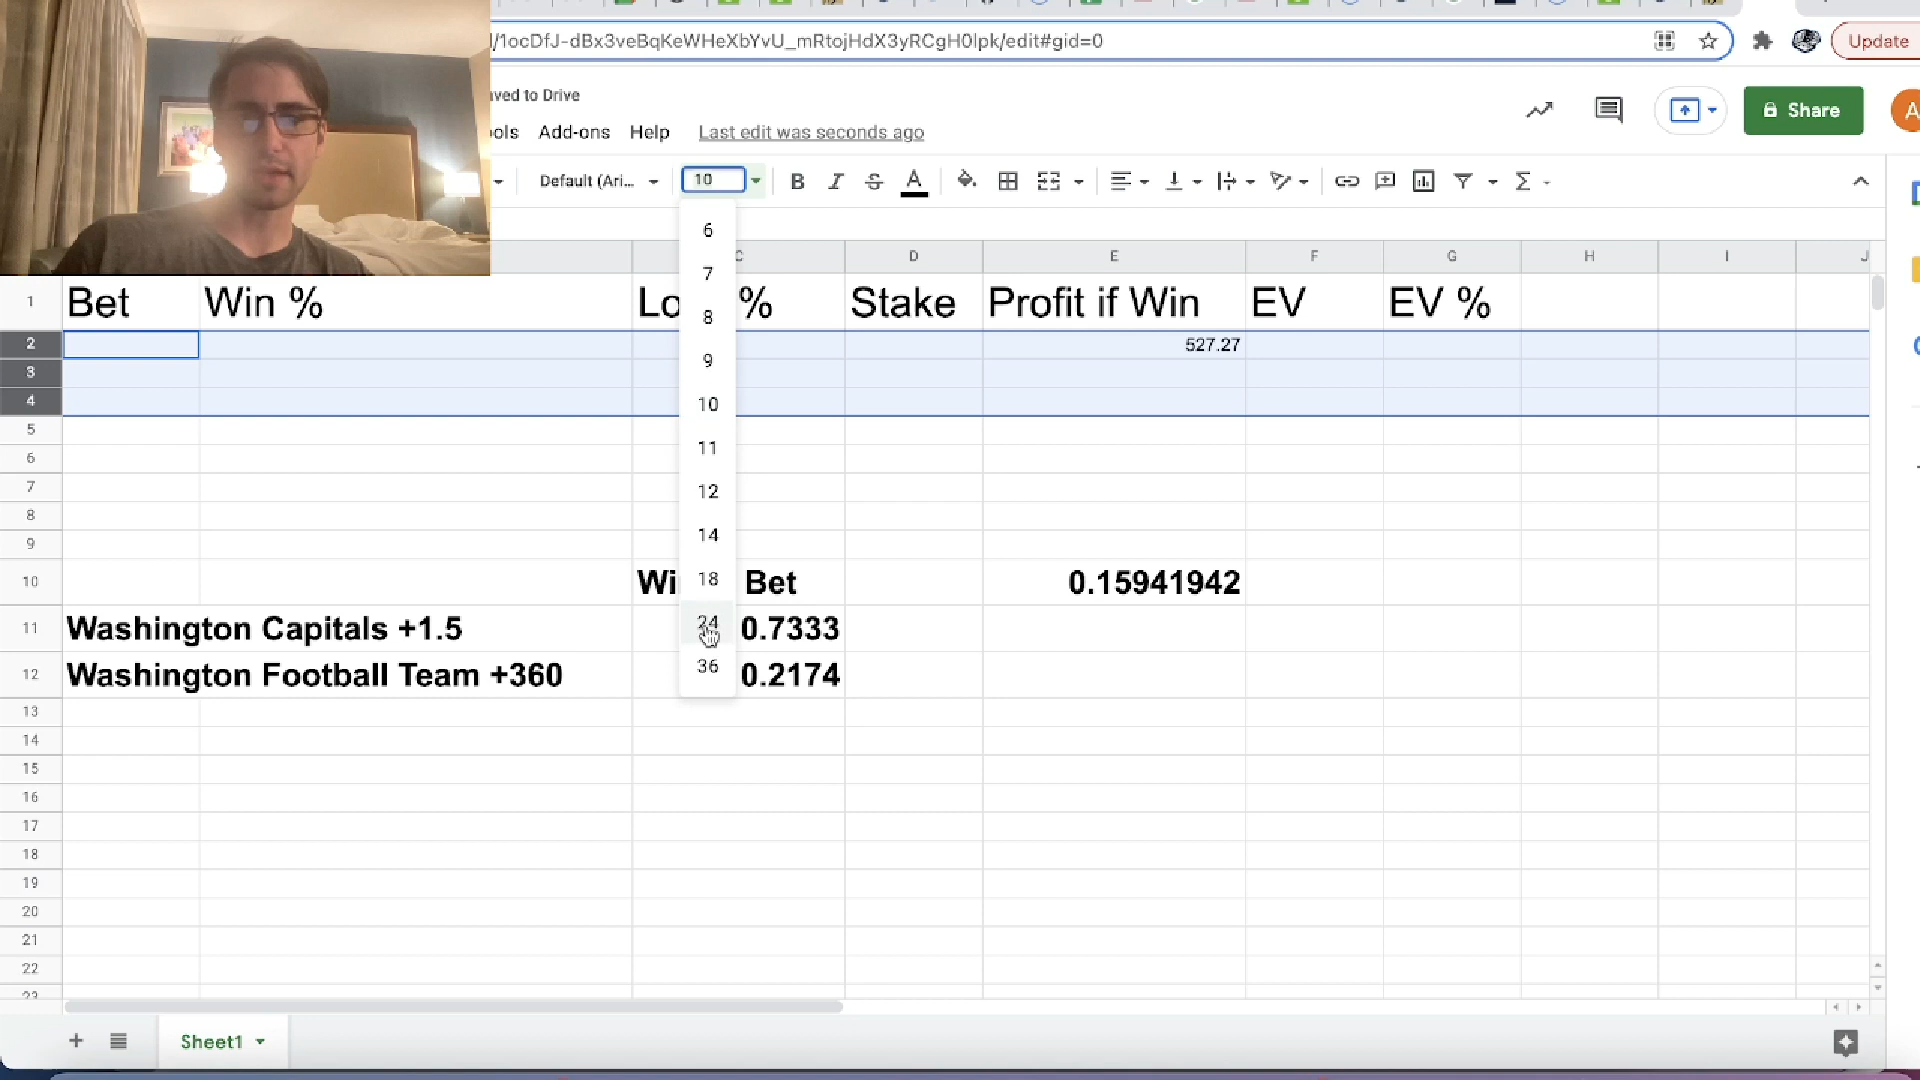 /1ocDfJ-dBx3veBqKeWHeXbYvU_mRtojHdX3yRCgH0lpk/edit#gid=0
Update
aved to Drive
ools Add-ons Help Last edit was seconds ago
Share
A
Default (Ari... 10 B I S A Σ
6
7
8
9
10
11
12
14
18
24
36
C D E F G H I J
1 Bet Win % Lo % Stake Profit if Win EV EV %
2 527.27
3
4
5
6
7
8
9
10 Wi Bet 0.15941942
11 Washington Capitals +1.5 0.7333
12 Washington Football Team +360 0.2174
13
14
15
16
17
18
19
20
21
22
23
Sheet1